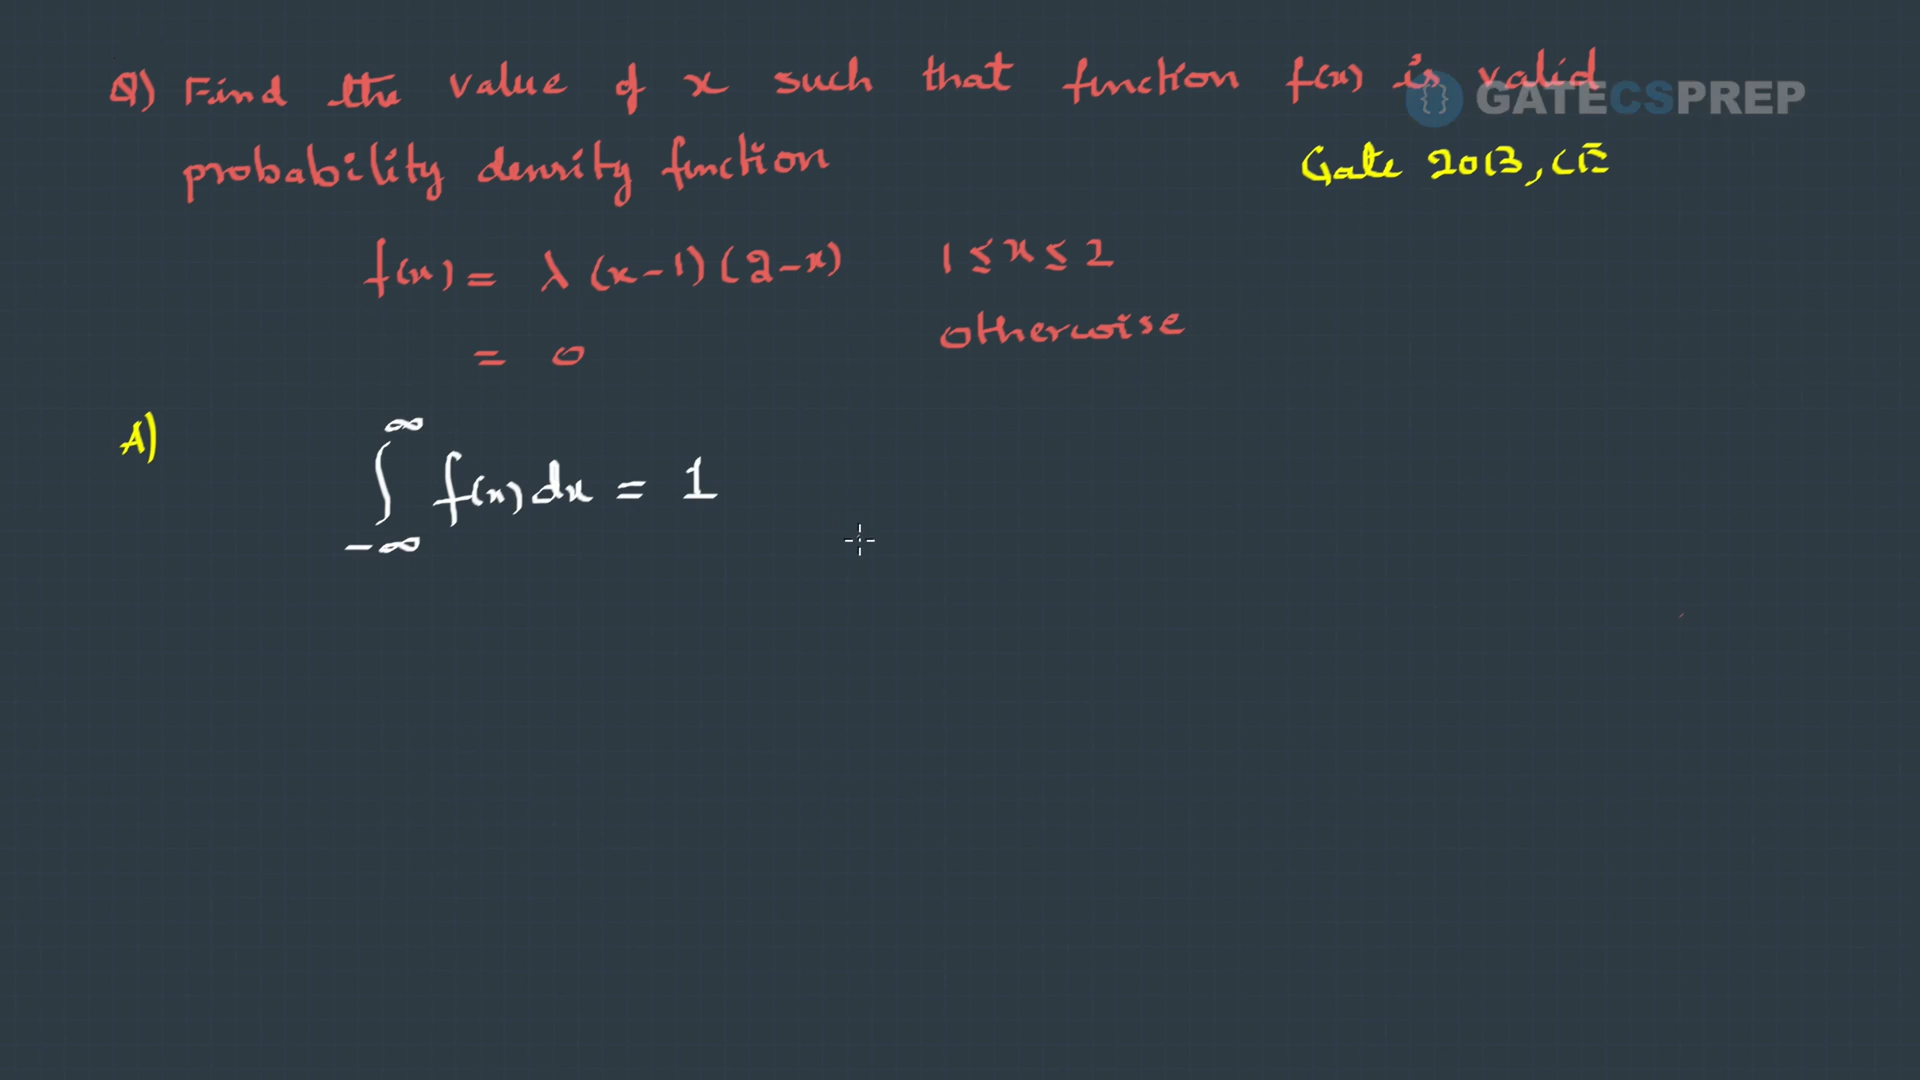 Q) Find the value of x such that function f(x) is valid
GATECSPREP
probability density function
Gate 2013, CE
f(x) = λ (x-1) (2-x) 1 ≤ x ≤ 2
= 0 otherwise
A)
∞
∫ f(x) dx = 1
-∞